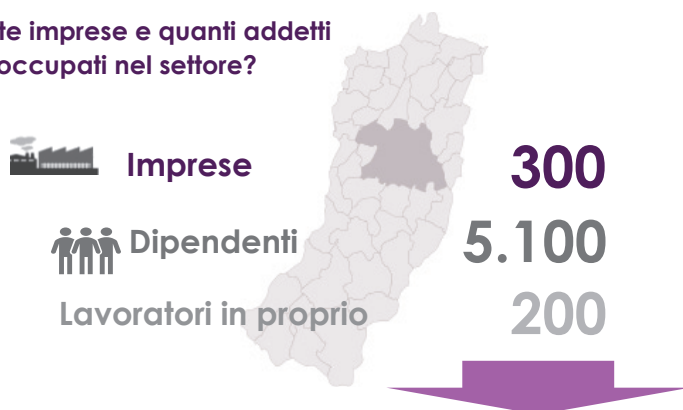 te imprese e quanti addetti
occupati nel settore?
Imprese 300
Dipendenti 5.100
Lavoratori in proprio 200